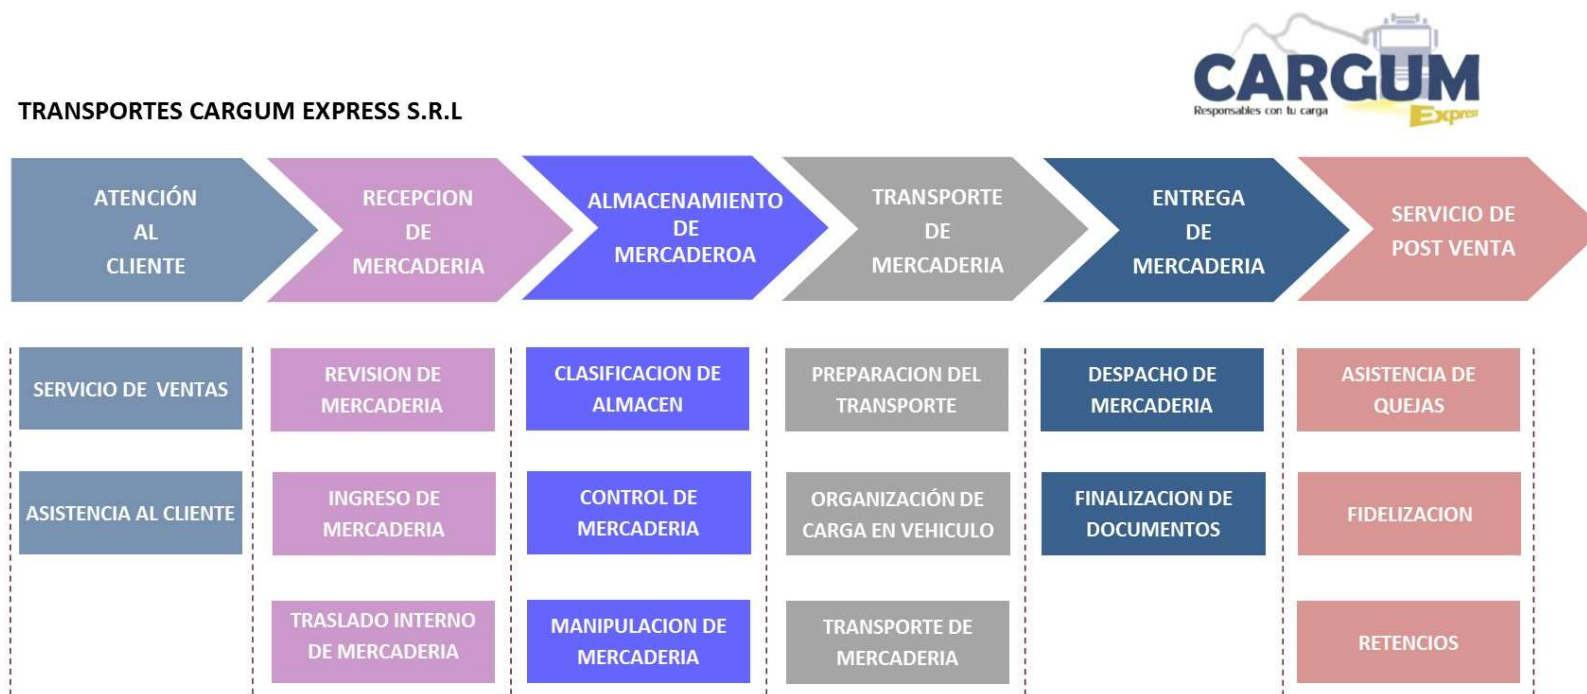 CARGUM
Responsables con tu carga
Express
TRANSPORTES CARGUM EXPRESS S.R.L
ATENCIÓN
AL
CLIENTE
RECEPCION
DE
MERCADERIA
ALMACENAMIENTO
DE
MERCADEROA
TRANSPORTE
DE
MERCADERIA
ENTREGA
DE
MERCADERIA
SERVICIO DE
POST VENTA
SERVICIO DE VENTAS
REVISION DE
MERCADERIA
CLASIFICACION DE
ALMACEN
PREPARACION DEL
TRANSPORTE
DESPACHO DE
MERCADERIA
ASISTENCIA DE
QUEJAS
ASISTENCIA AL CLIENTE
INGRESO DE
MERCADERIA
CONTROL DE
MERCADERIA
ORGANIZACIÓN DE
CARGA EN VEHICULO
FINALIZACION DE
DOCUMENTOS
FIDELIZACION
TRASLADO INTERNO
DE MERCADERIA
MANIPULACION DE
MERCADERIA
TRANSPORTE DE
MERCADERIA
RETENCIOS